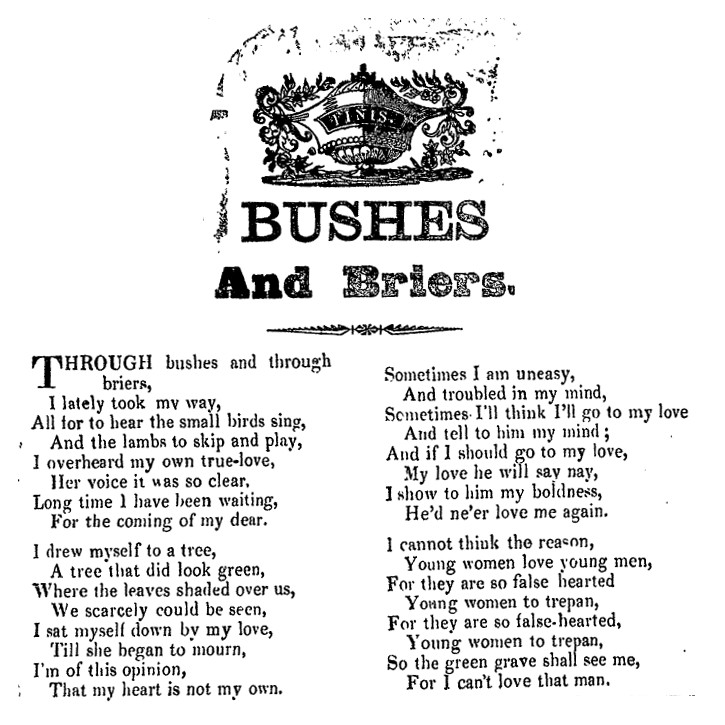 FINIS.
BUSHES
And Briers.
THROUGH bushes and through
briers,
I lately took my way,
All for to hear the small birds sing,
And the lambs to skip and play,
I overheard my own true-love,
Her voice it was so clear,
Long time I have been waiting,
For the coming of my dear.
I drew myself to a tree,
A tree that did look green,
Where the leaves shaded over us,
We scarcely could be seen,
I sat myself down by my love,
Till she began to mourn,
I'm of this opinion,
That my heart is not my own.
Sometimes I am uneasy,
And troubled in my mind,
Sometimes I'll think I'll go to my love
And tell to him my mind;
And if I should go to my love,
My love he will say nay,
I show to him my boldness,
He'd ne'er love me again.
I cannot think the reason,
Young women love young men,
For they are so false hearted
Young women to trepan,
For they are so false-hearted,
Young women to trepan,
So the green grave shall see me,
For I can't love that man.